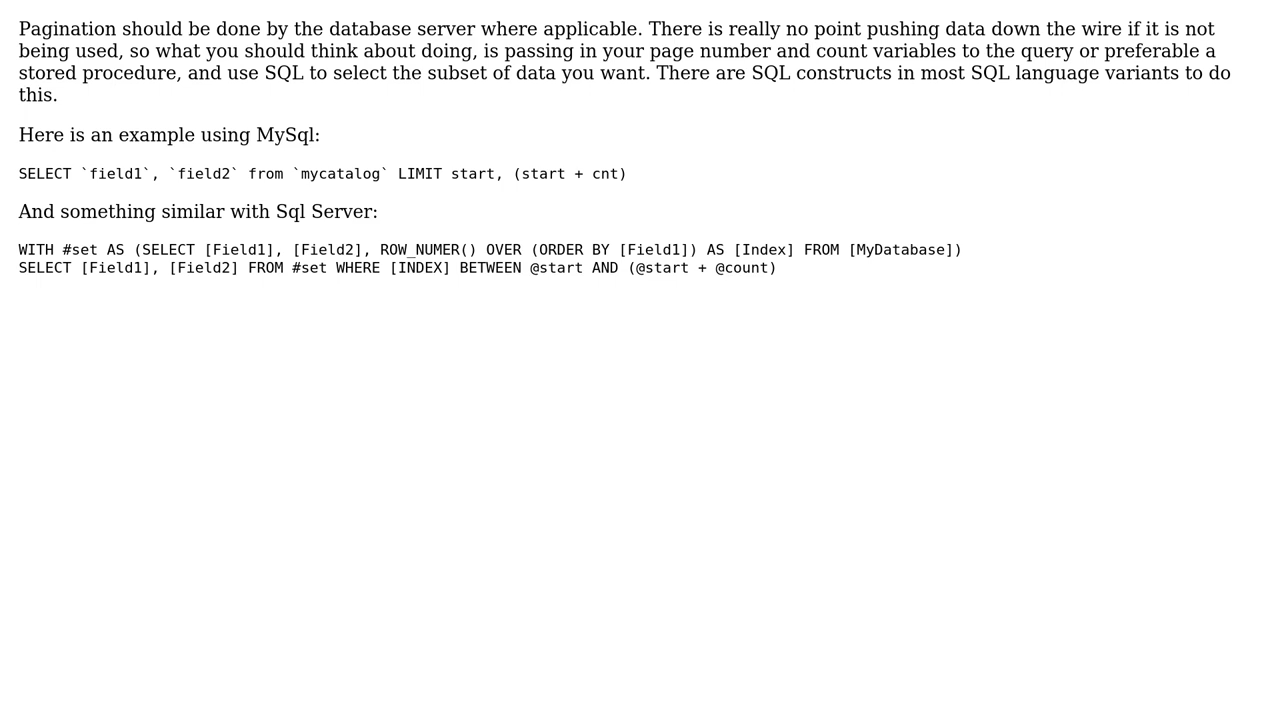 Pagination should be done by the database server where applicable. There is really no point pushing data down the wire if it is not
being used, so what you should think about doing, is passing in your page number and count variables to the query or preferable a
stored procedure, and use SQL to select the subset of data you want. There are SQL constructs in most SQL language variants to do
this.
Here is an example using MySql:
SELECT `field1`, `field2` from `mycatalog` LIMIT start, (start + cnt)
And something similar with Sql Server:
WITH #set AS (SELECT [Field1], [Field2], ROW_NUMER() OVER (ORDER BY [Field1]) AS [Index] FROM [MyDatabase])
SELECT [Field1], [Field2] FROM #set WHERE [INDEX] BETWEEN @start AND (@start + @count)